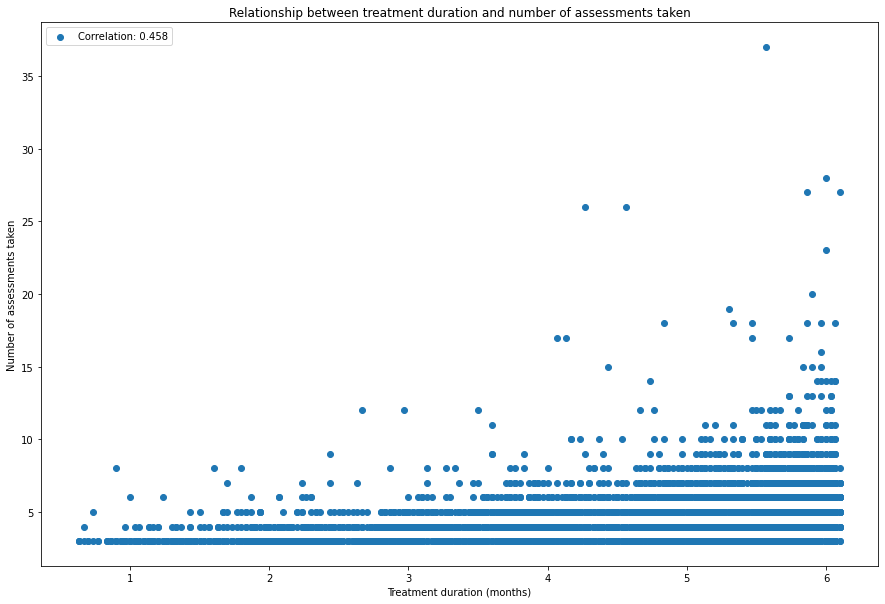 Relationship between treatment duration and number of assessments taken
Correlation: 0.458
Number of assessments taken
35
30
25
20
15
10
5
1 2 3 4 5 6
Treatment duration (months)